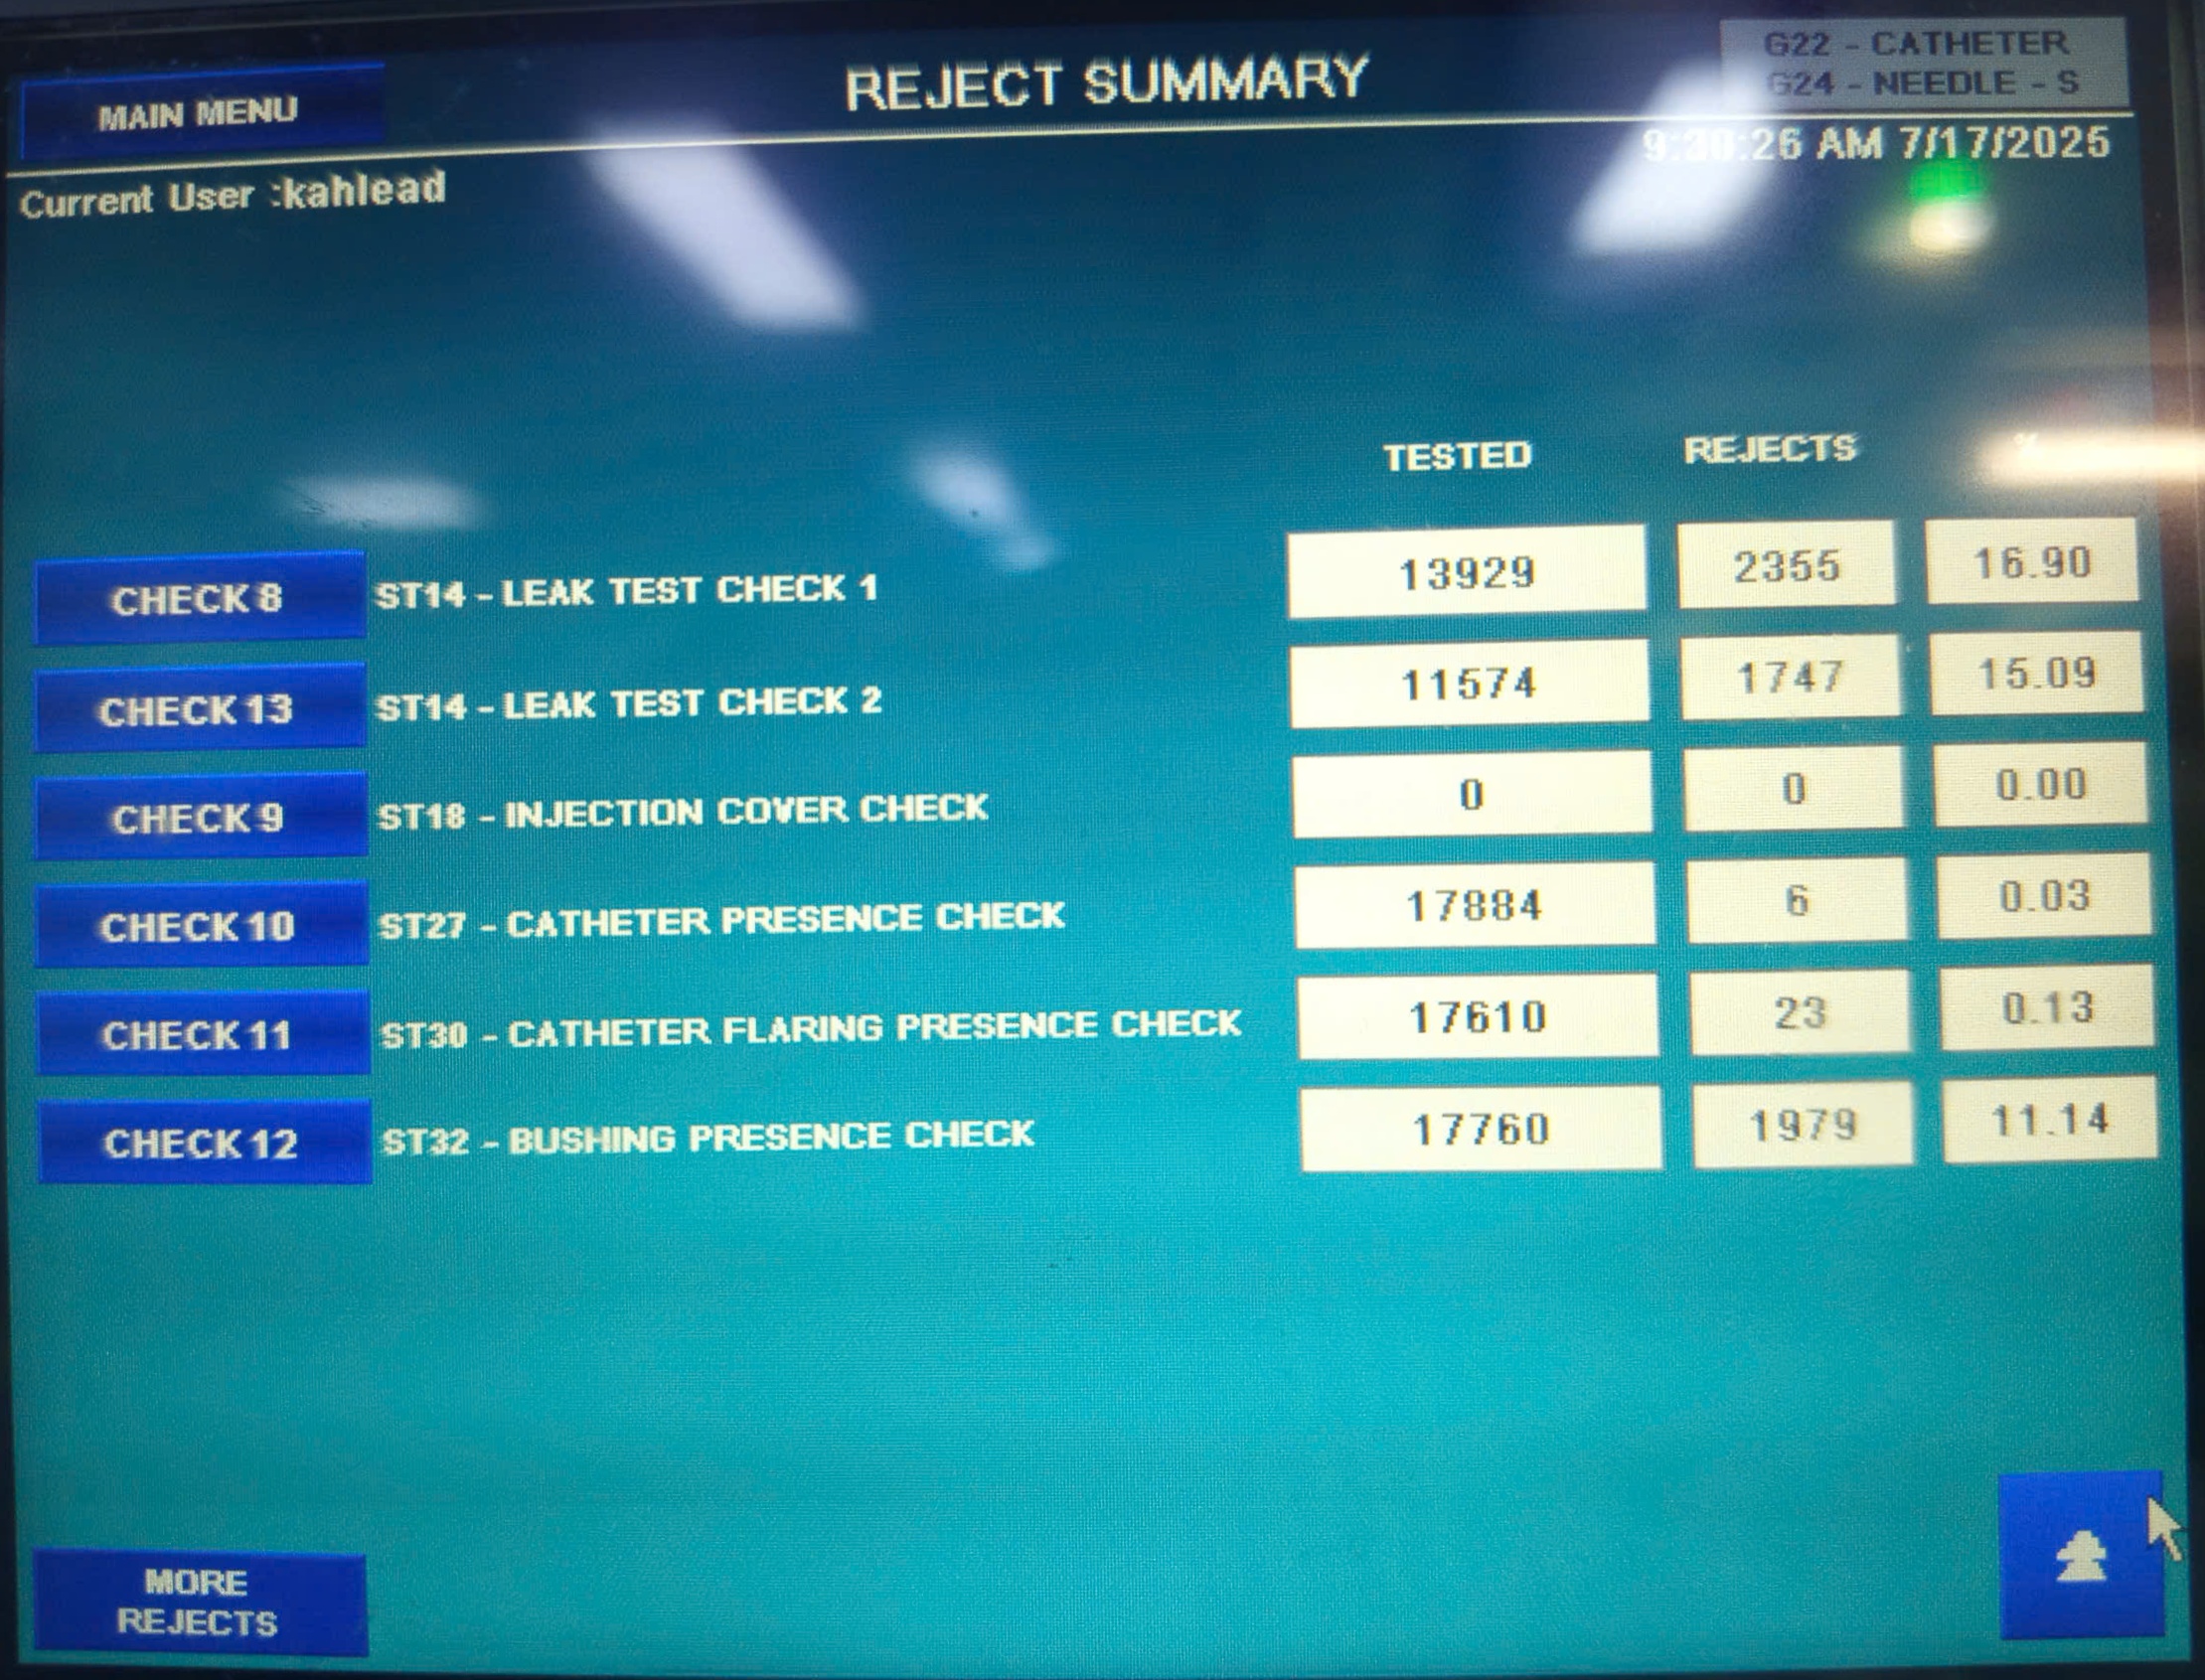 MAIN MENU
REJECT SUMMARY
G22 - CATHETER
G24 - NEEDLE - S
AM 7/17/2025
Current User :kahlead
TESTED REJECTS %
CHECK 8 ST14 - LEAK TEST CHECK 1 13929 2355 16.90
CHECK 13 ST14 - LEAK TEST CHECK 2 11574 1747 15.09
CHECK 9 ST18 - INJECTION COVER CHECK 0 0 0.00
CHECK 10 ST27 - CATHETER PRESENCE CHECK 17884 6 0.03
CHECK 11 ST30 - CATHETER FLARING PRESENCE CHECK 17610 23 0.13
CHECK 12 ST32 - BUSHING PRESENCE CHECK 17760 1979 11.14
MORE
REJECTS